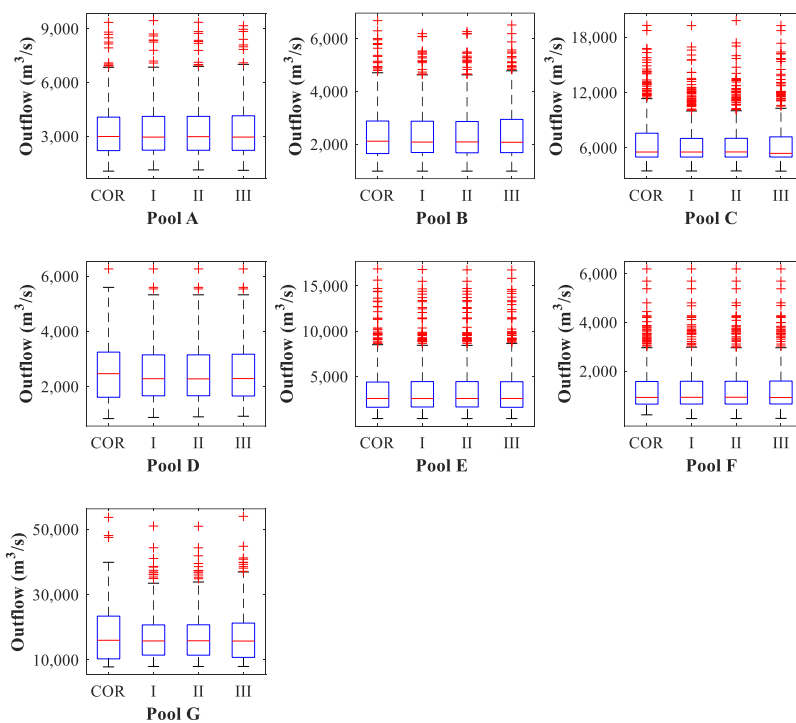 Outflow (m³/s)
9,000
6,000
3,000
COR I II III
Pool A
Outflow (m³/s)
6,000
4,000
2,000
COR I II III
Pool B
Outflow (m³/s)
18,000
12,000
6,000
COR I II III
Pool C
Outflow (m³/s)
6,000
4,000
2,000
COR I II III
Pool D
Outflow (m³/s)
15,000
10,000
5,000
COR I II III
Pool E
Outflow (m³/s)
6,000
4,000
2,000
COR I II III
Pool F
Outflow (m³/s)
50,000
30,000
10,000
COR I II III
Pool G